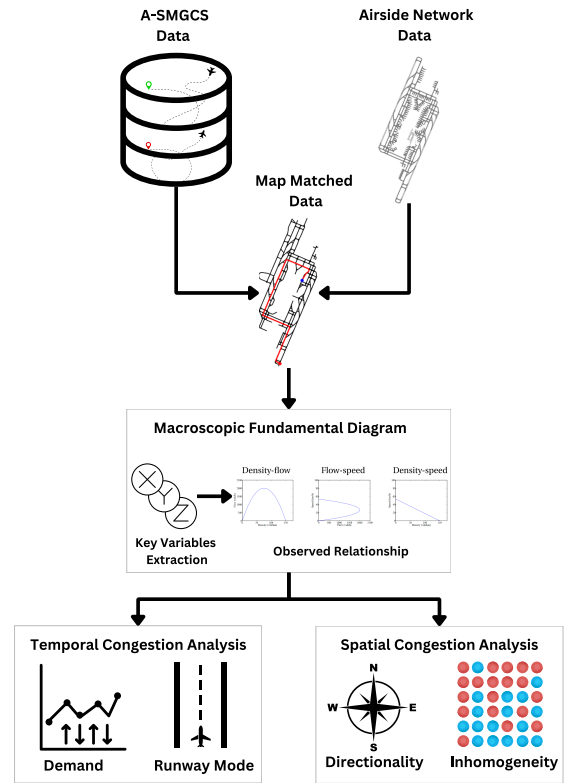 A-SMGCS
Data
Airside Network
Data
Map Matched
Data
Macroscopic Fundamental Diagram
Density-flow
Flow-speed
Density-speed
X
Y
Z
Key Variables
Extraction
Observed Relationship
Temporal Congestion Analysis
Demand
Runway Mode
Spatial Congestion Analysis
N
W
E
S
Directionality
Inhomogeneity